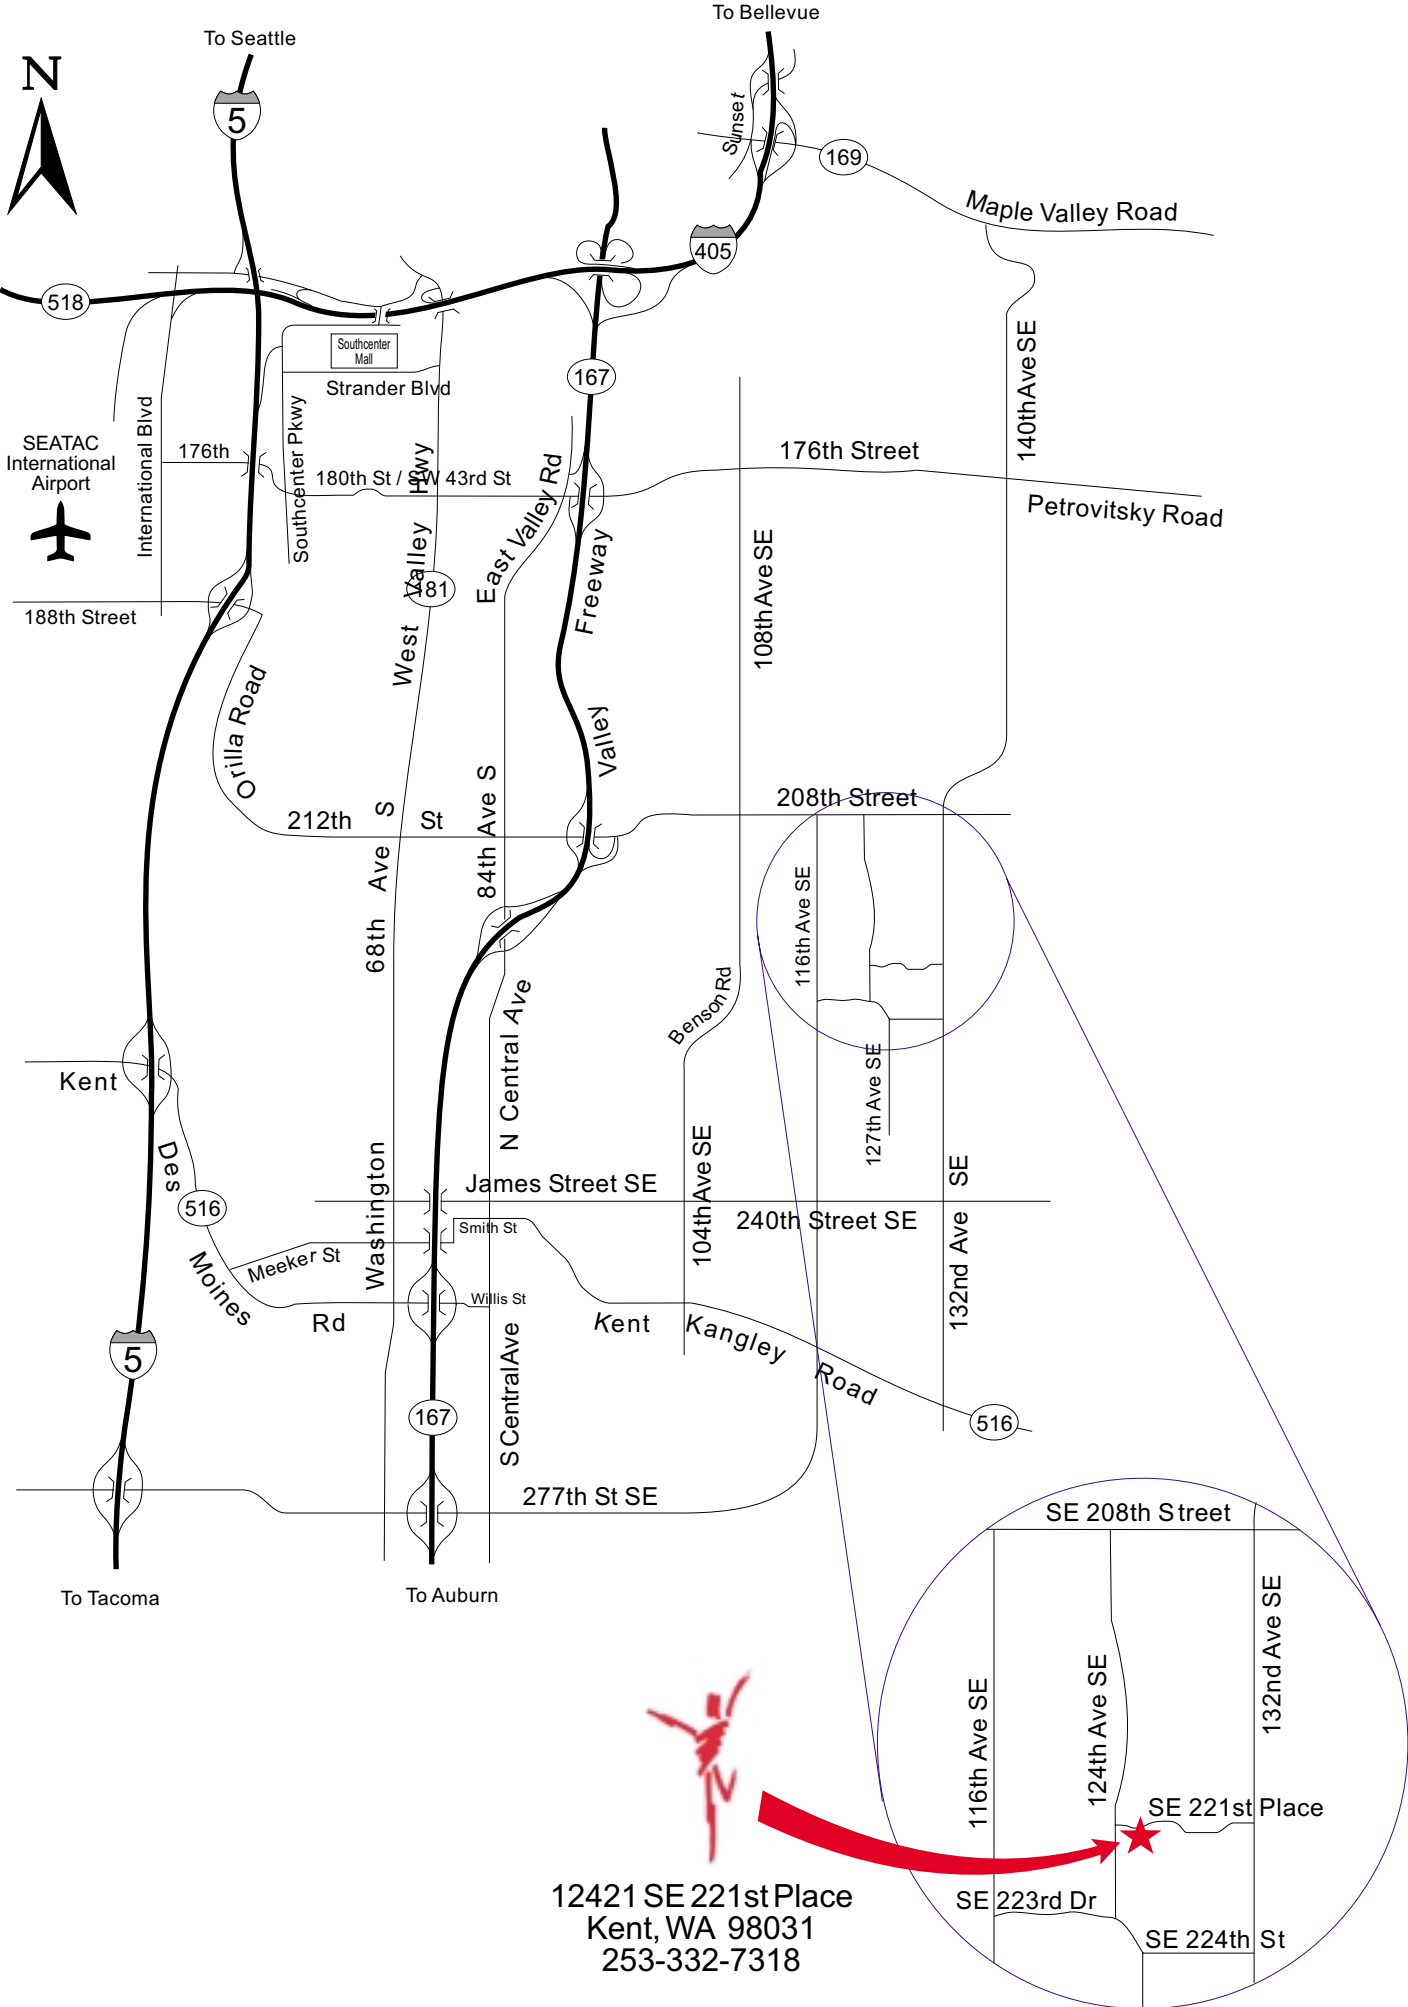 To Bellevue
To Seattle
N
5
Sunset
169
Maple Valley Road
405
518
Southcenter
Mall
Strander Blvd
167
140th Ave SE
International Blvd
Southcenter Pkwy
SEATAC
International
Airport
176th
180th St / SW 43rd St
176th Street
Petrovitsky Road
West Valley Hwy
181
East Valley Rd
Valley Freeway
108th Ave SE
188th Street
Orilla Road
212th St
208th Street
68th Ave S
84th Ave S
116th Ave SE
Benson Rd
127th Ave SE
N Central Ave
Kent Des Moines Rd
516
Washington
James Street SE
240th Street SE
104th Ave SE
132nd Ave SE
Smith St
Meeker St
Willis St
Kent Kangley Road
516
5
167
S Central Ave
277th St SE
To Tacoma
To Auburn
SE 208th Street
116th Ave SE
124th Ave SE
132nd Ave SE
SE 221st Place
SE 223rd Dr
SE 224th St
12421 SE 221st Place
Kent, WA 98031
253-332-7318